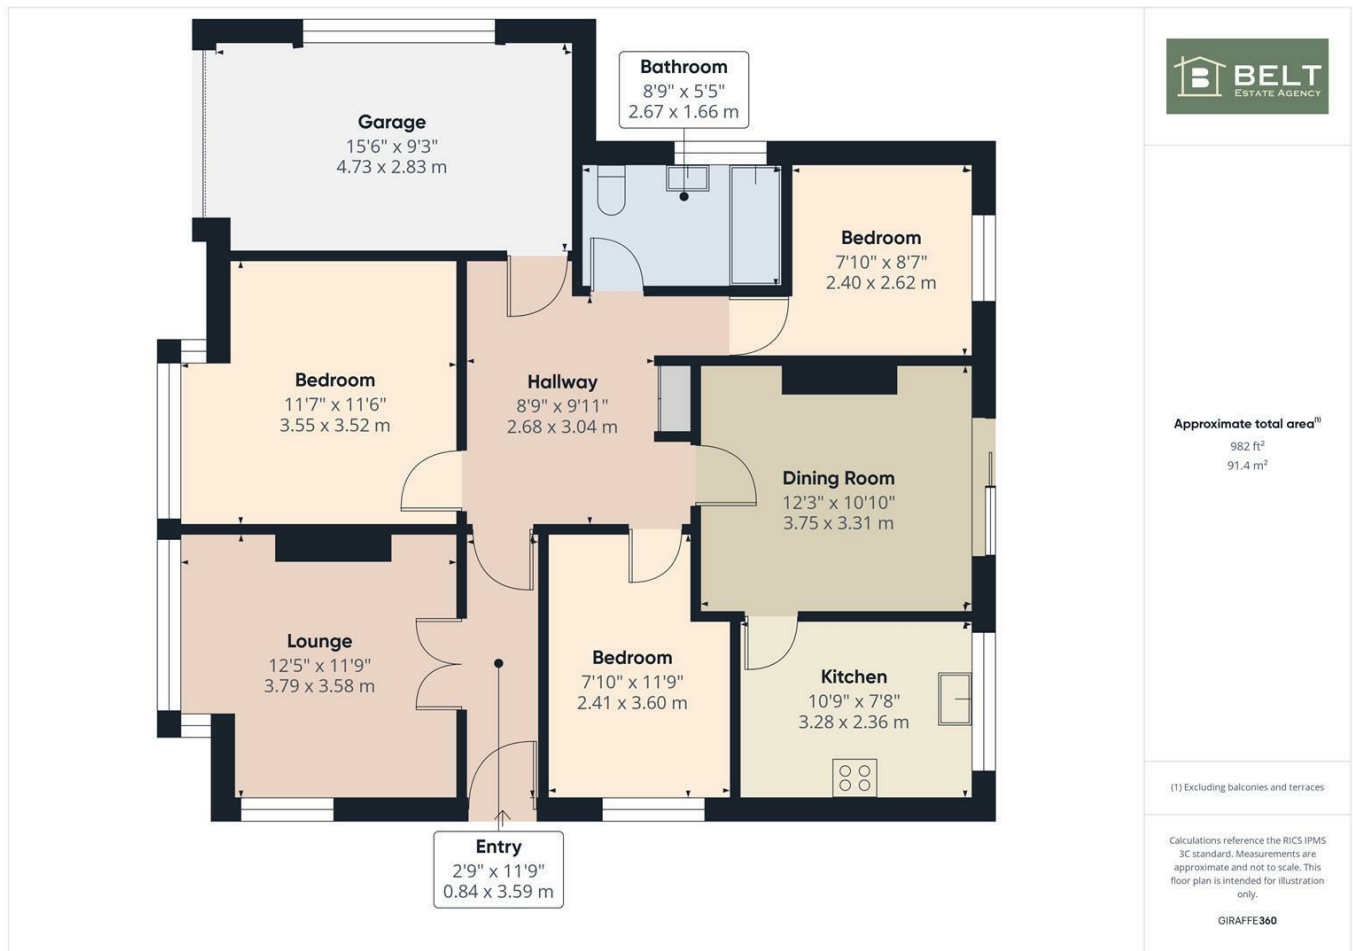 Garage
15'6" x 9'3"
4.73 x 2.83 m
Bathroom
8'9" x 5'5"
2.67 x 1.66 m
Bedroom
7'10" x 8'7"
2.40 x 2.62 m
Bedroom
11'7" x 11'6"
3.55 x 3.52 m
Hallway
8'9" x 9'11"
2.68 x 3.04 m
Dining Room
12'3" x 10'10"
3.75 x 3.31 m
Lounge
12'5" x 11'9"
3.79 x 3.58 m
Bedroom
7'10" x 11'9"
2.41 x 3.60 m
Kitchen
10'9" x 7'8"
3.28 x 2.36 m
Entry
2'9" x 11'9"
0.84 x 3.59 m
B BELT
ESTATE AGENCY
Approximate total area⁽¹⁾
982 ft²
91.4 m²
(1) Excluding balconies and terraces
Calculations reference the RICS IPMS
3C standard. Measurements are
approximate and not to scale. This
floor plan is intended for illustration
only.
GIRAFFE360